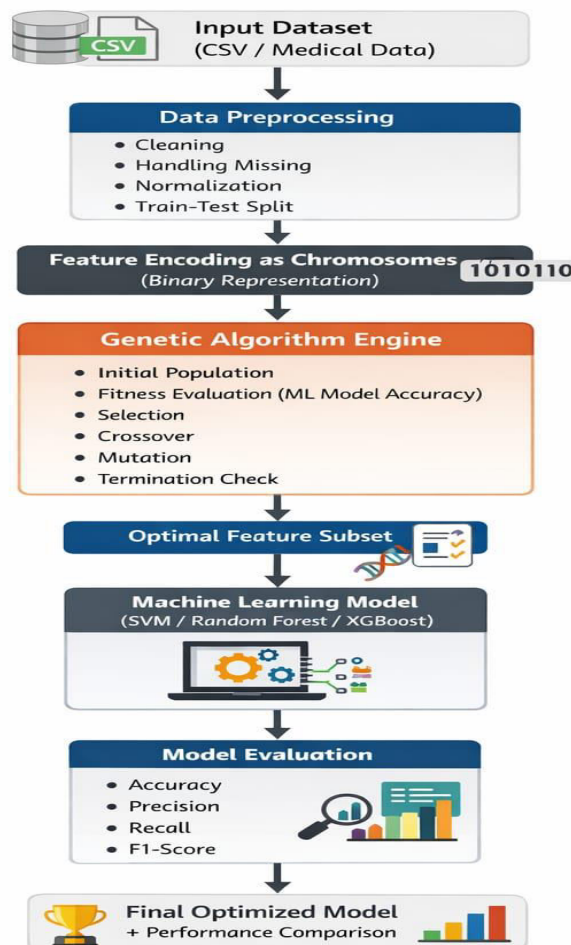 CSV
Input Dataset
(CSV / Medical Data)
Data Preprocessing
• Cleaning
• Handling Missing
• Normalization
• Train-Test Split
Feature Encoding as Chromosomes
(Binary Representation)
1010110
Genetic Algorithm Engine
• Initial Population
• Fitness Evaluation (ML Model Accuracy)
• Selection
• Crossover
• Mutation
• Termination Check
Optimal Feature Subset
Machine Learning Model
(SVM / Random Forest / XGBoost)
Model Evaluation
• Accuracy
• Precision
• Recall
• F1-Score
Final Optimized Model
+ Performance Comparison